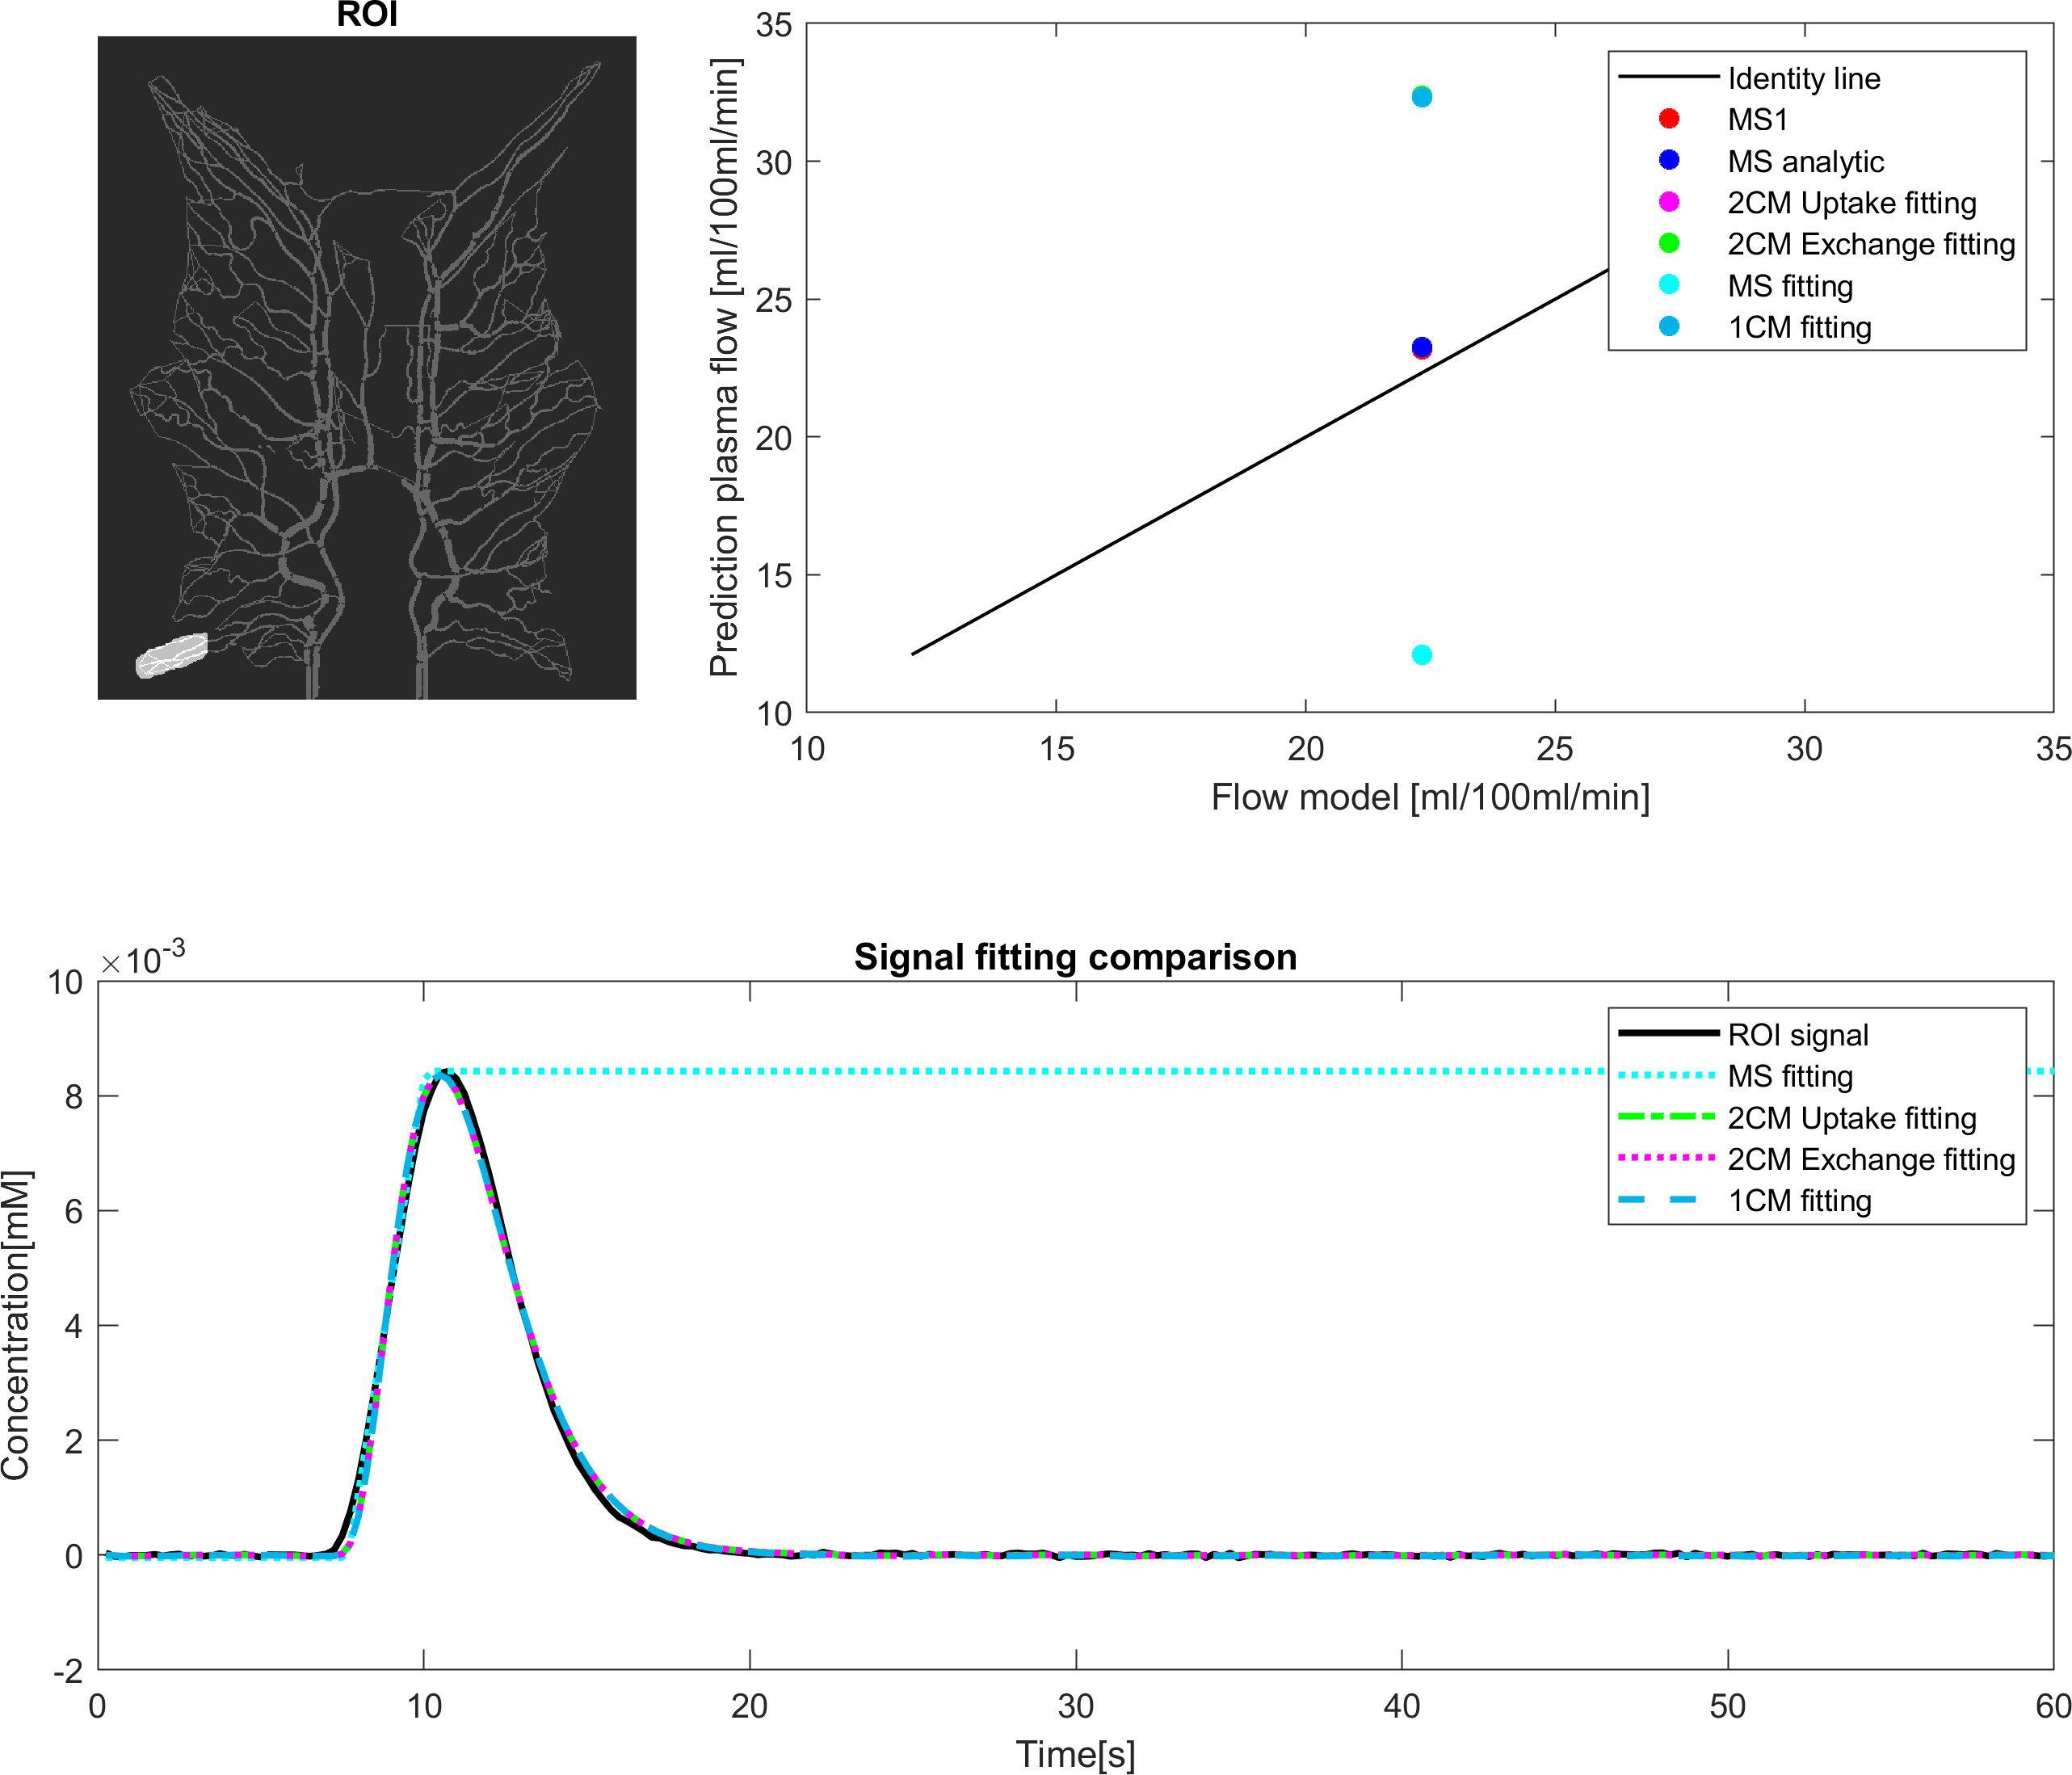 ROI
Prediction plasma flow [ml/100ml/min]
35
30
25
20
15
10
10 15 20 25 30 35
Flow model [ml/100ml/min]
Identity line
MS1
MS analytic
2CM Uptake fitting
2CM Exchange fitting
MS fitting
1CM fitting
Signal fitting comparison
×10-3
Concentration[mM]
10
8
6
4
2
0
-2
0 10 20 30 40 50 60
Time[s]
ROI signal
MS fitting
2CM Uptake fitting
2CM Exchange fitting
1CM fitting